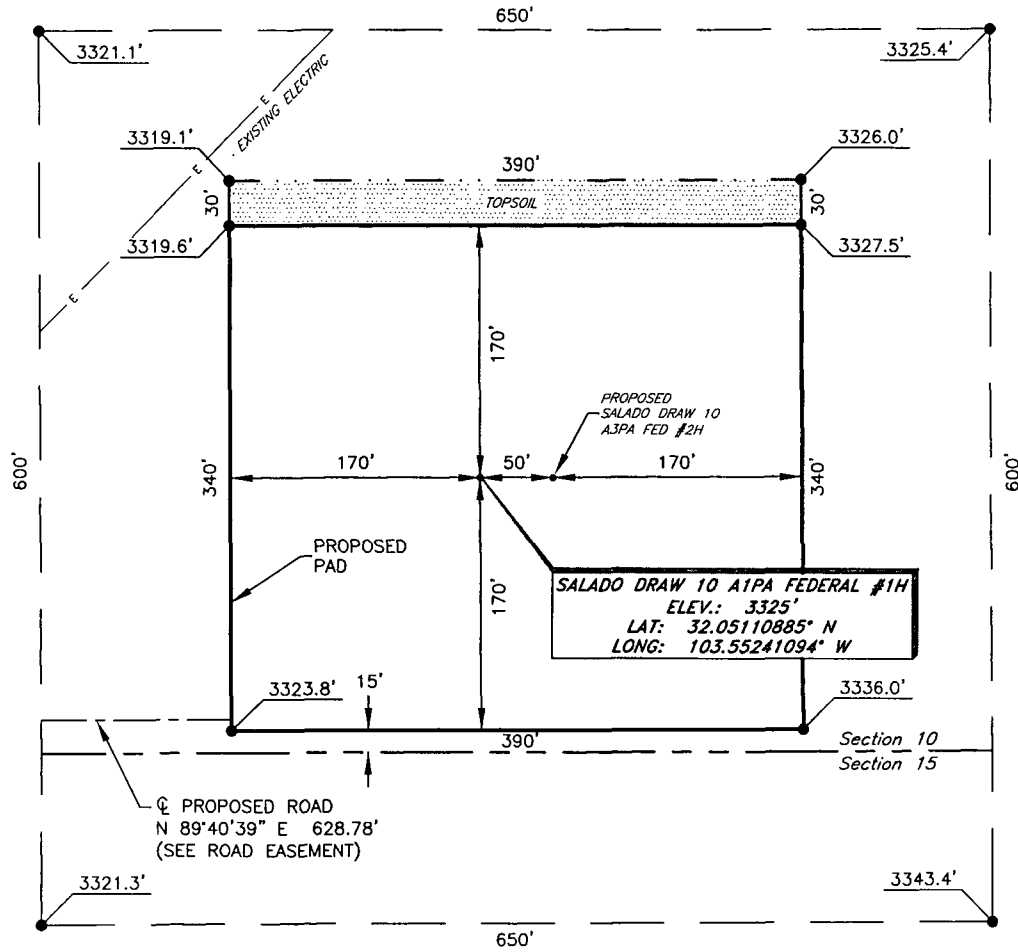 650'
3321.1'
3325.4'
E
EXISTING ELECTRIC
E
3319.1'
390'
3326.0'
30'
TOPSOIL
30'
3319.6'
3327.5'
E
170'
PROPOSED
SALADO DRAW 10
A3PA FED #2H
600'
340'
170'
50'
170'
340'
600'
PROPOSED
PAD
170'
SALADO DRAW 10 A1PA FEDERAL #1H
ELEV.: 3325'
LAT: 32.05110885° N
LONG: 103.55241094° W
3323.8'
15'
3336.0'
390'
Section 10
Section 15
℄ PROPOSED ROAD
N 89°40'39" E 628.78'
(SEE ROAD EASEMENT)
3321.3'
3343.4'
650'